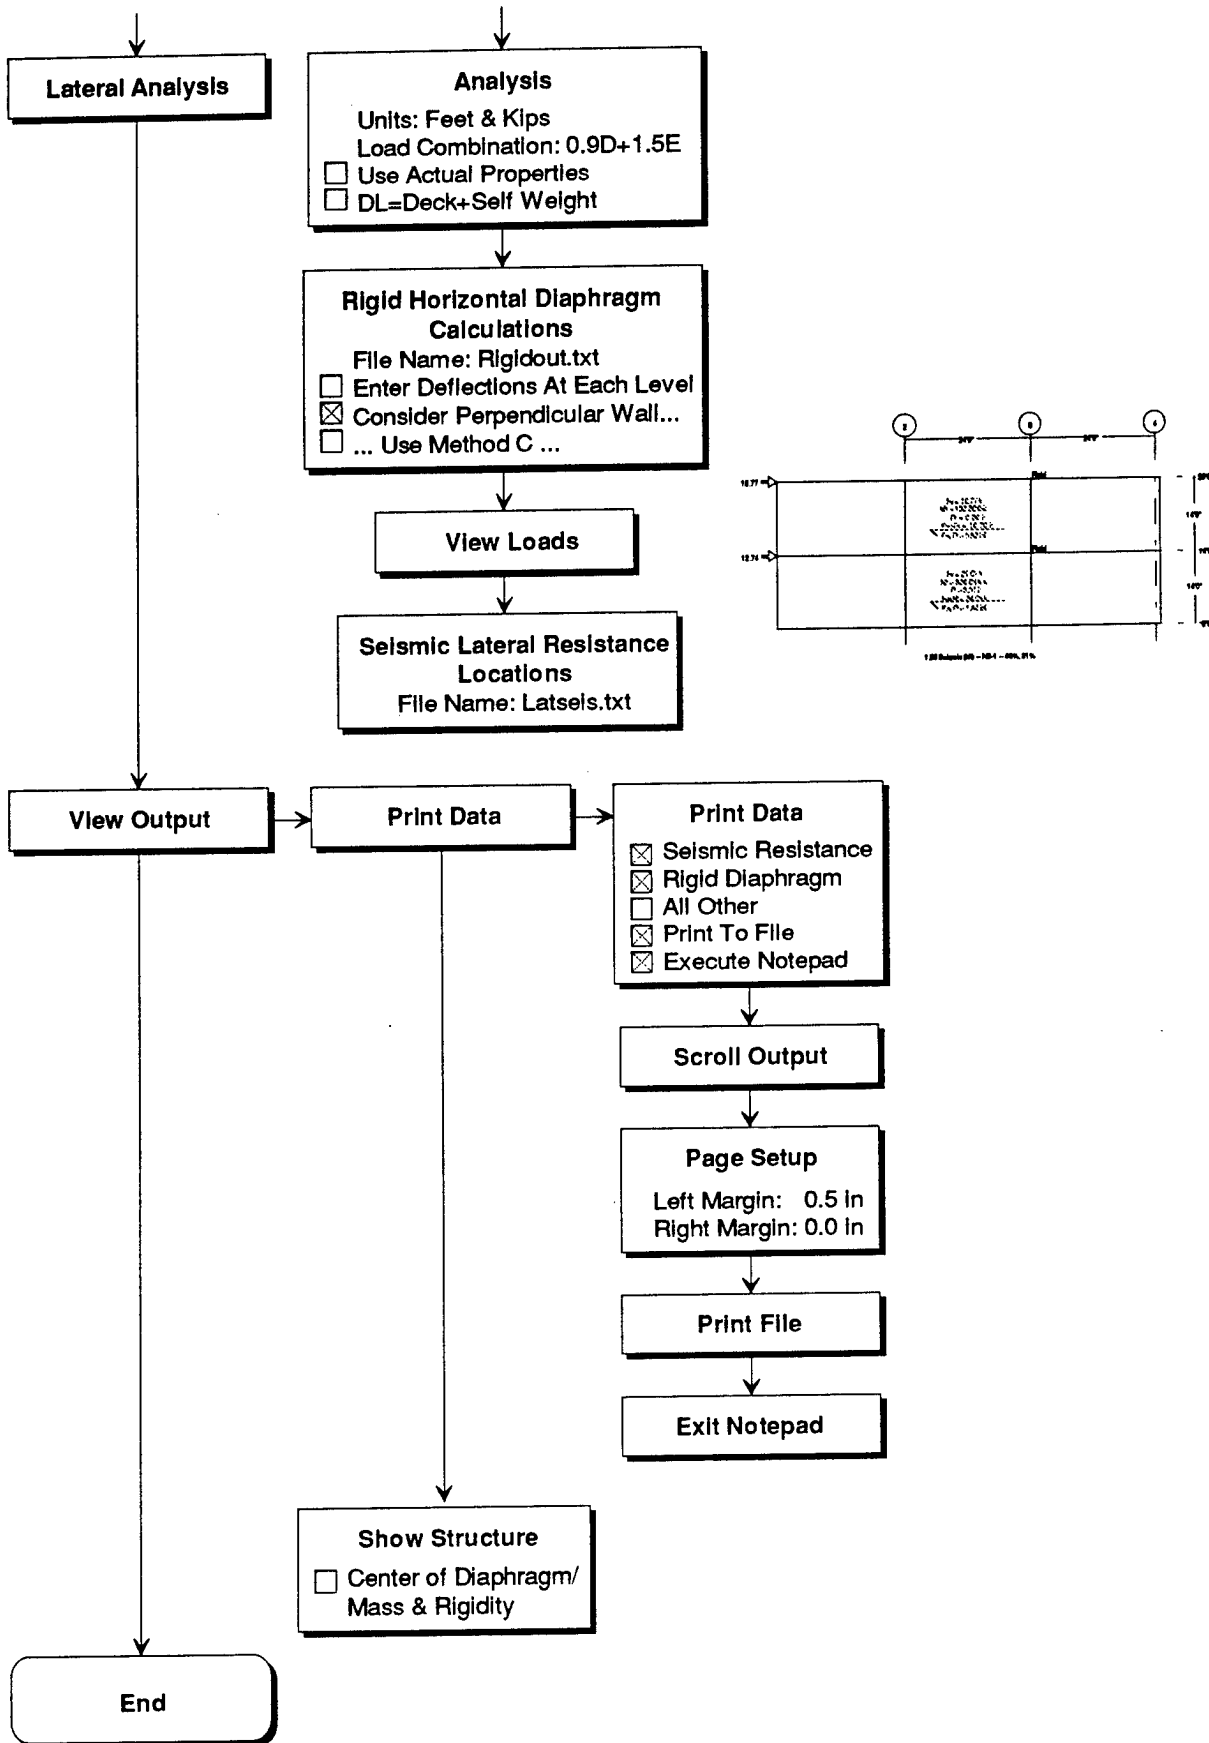 Lateral Analysis
Analysis
Units: Feet & Kips
Load Combination: 0.9D+1.5E
Use Actual Properties
DL=Deck+Self Weight
Rigid Horizontal Diaphragm
Calculations
File Name: Rigidout.txt
Enter Deflections At Each Level
Consider Perpendicular Wall...
... Use Method C ...
View Loads
Seismic Lateral Resistance
Locations
File Name: Latseis.txt
View Output
Print Data
Print Data
Seismic Resistance
Rigid Diaphragm
All Other
Print To File
Execute Notepad
Scroll Output
Page Setup
Left Margin: 0.5 in
Right Margin: 0.0 in
Print File
Exit Notepad
Show Structure
Center of Diaphragm/
Mass & Rigidity
End